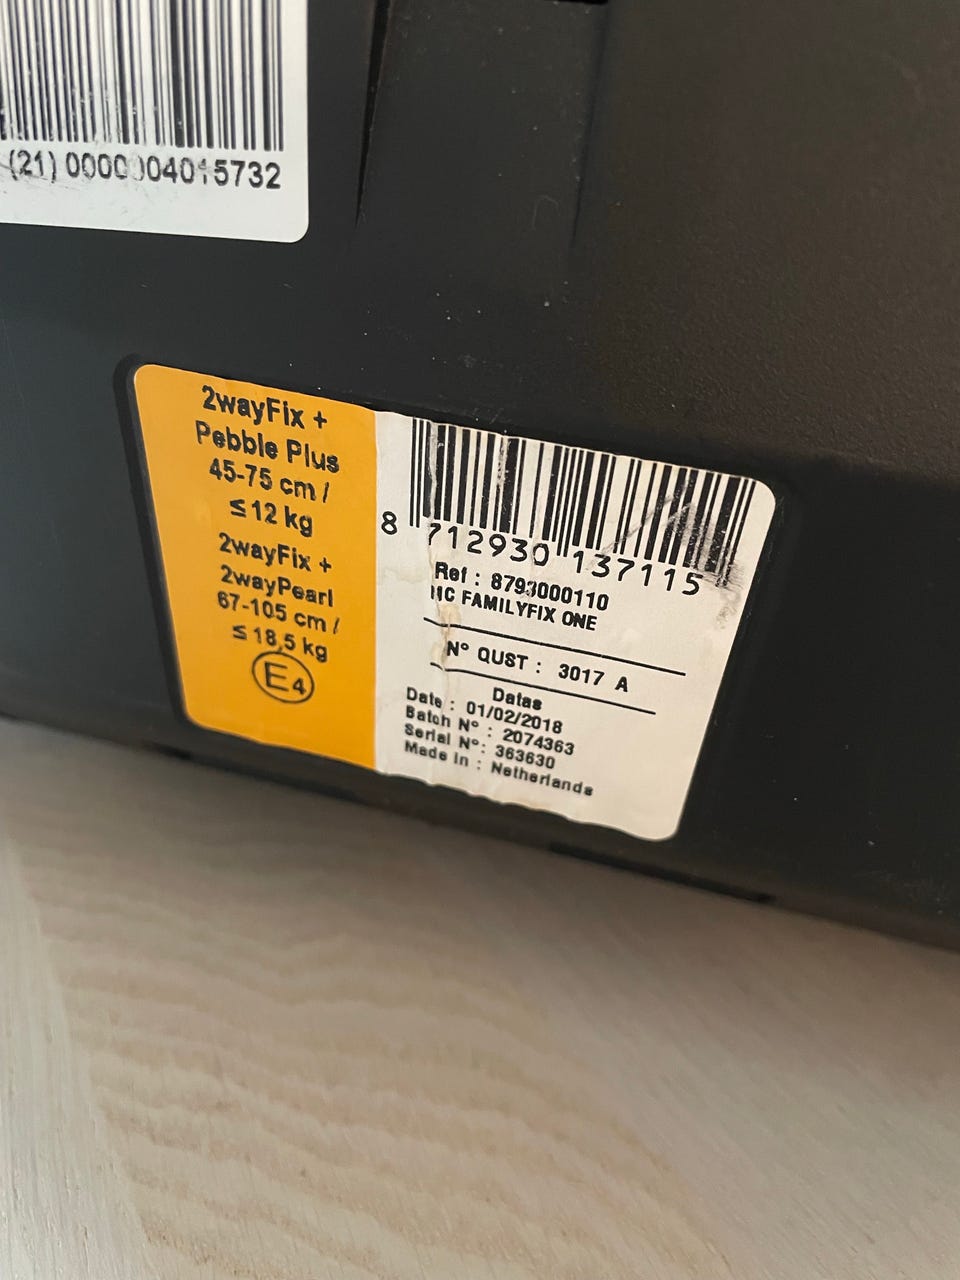 (21) 0000004015732
2wayFix +
Pebble Plus
45-75 cm /
≤ 12 kg
2wayFix +
2wayPearl
67-105 cm /
≤ 18,5 kg
E4
8 712930 137115
Ref : 8793000110
MC FAMILYFIX ONE
N° QUST : 3017 A
Datas
Date : 01/02/2018
Batch N° : 2074363
Serial N° : 363630
Made in : Netherlands